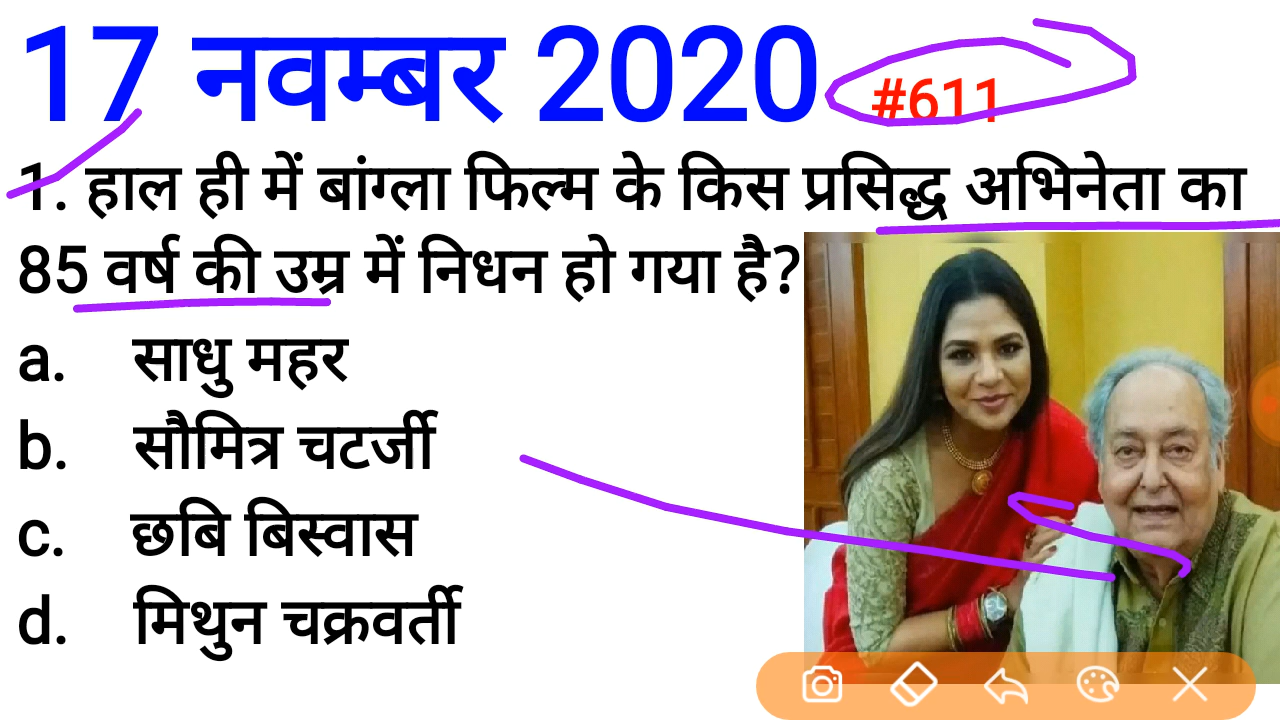 17 नवम्बर 2020 #611
1. हाल ही में बांग्ला फिल्म के किस प्रसिद्ध अभिनेता का
85 वर्ष की उम्र में निधन हो गया है?
a. साधु महर
b. सौमित्र चटर्जी
c. छबि बिस्वास
d. मिथुन चक्रवर्ती